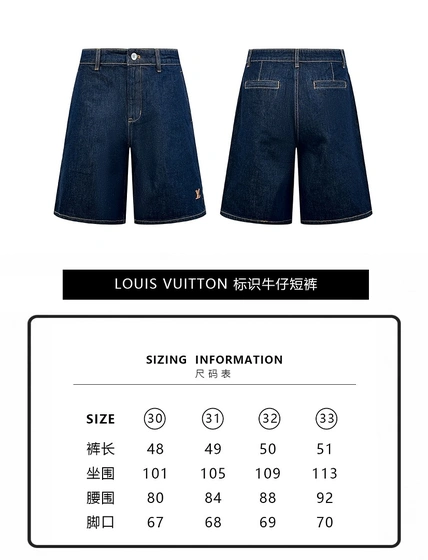 LOUIS VUITTON 标识牛仔短裤
SIZING INFORMATION
尺码表
SIZE 30 31 32 33
裤长 48 49 50 51
坐围 101 105 109 113
腰围 80 84 88 92
脚口 67 68 69 70